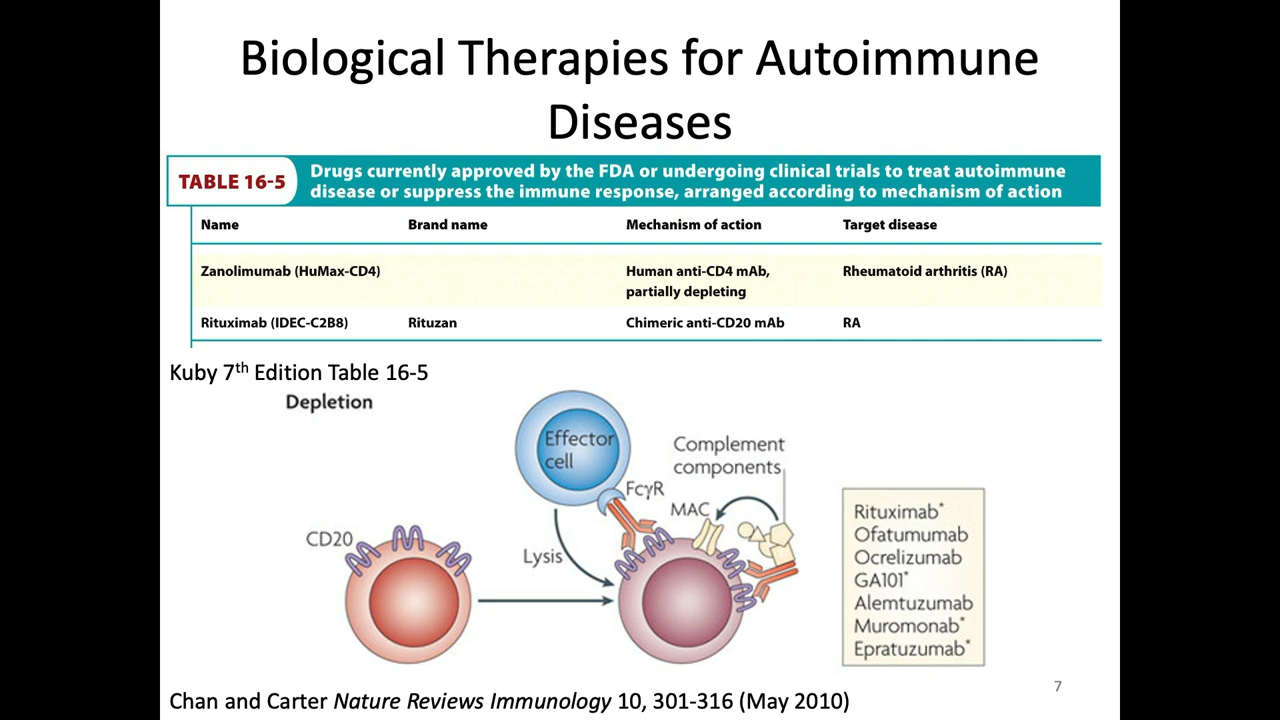 Biological Therapies for Autoimmune
Diseases
TABLE 16-5
Drugs currently approved by the FDA or undergoing clinical trials to treat autoimmune
disease or suppress the immune response, arranged according to mechanism of action
Name Brand name Mechanism of action Target disease
Zanolimumab (HuMax-CD4) Human anti-CD4 mAb, Rheumatoid arthritis (RA)
partially depleting
Rituximab (IDEC-C2B8) Rituzan Chimeric anti-CD20 mAb RA
Kuby 7th Edition Table 16-5
Depletion
Effector
cell
Complement
components
FcγR
MAC
CD20
Lysis
Rituximab*
Ofatumumab
Ocrelizumab
GA101*
Alemtuzumab
Muromonab*
Epratuzumab*
7
Chan and Carter Nature Reviews Immunology 10, 301-316 (May 2010)